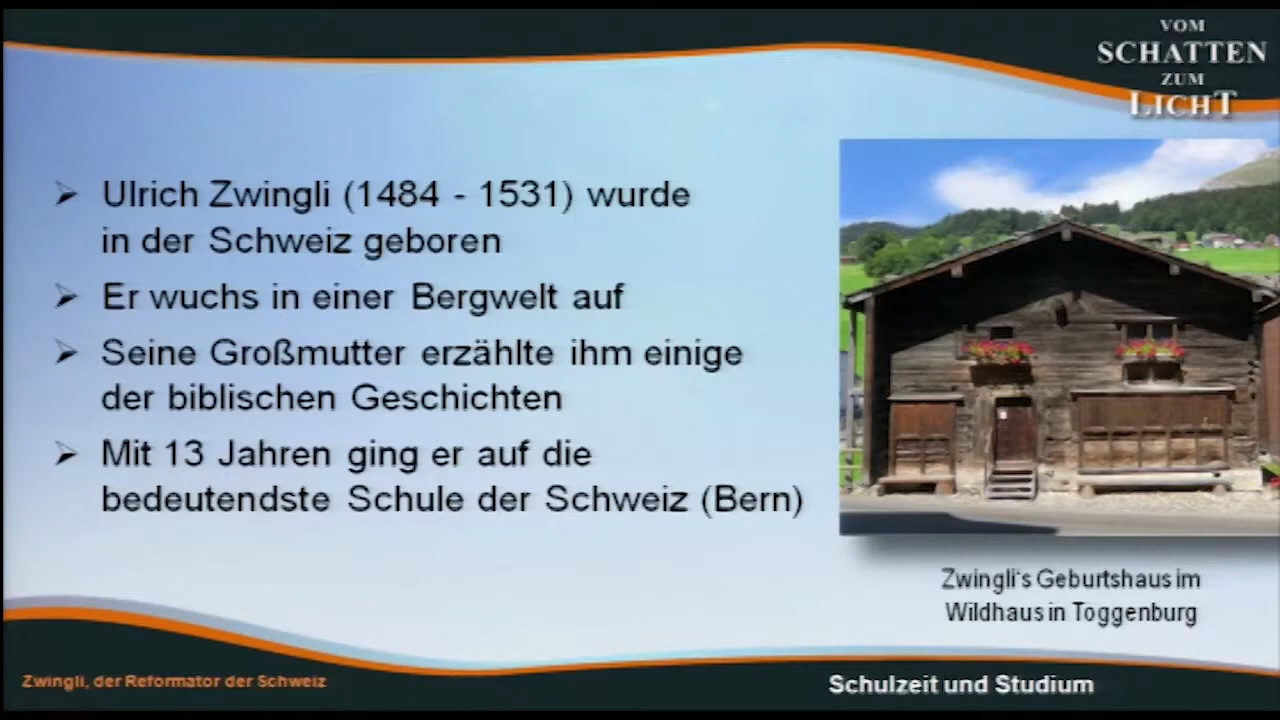 VOM
SCHATTEN
ZUM
LICHT
Ulrich Zwingli (1484 - 1531) wurde
in der Schweiz geboren
Er wuchs in einer Bergwelt auf
Seine Großmutter erzählte ihm einige
der biblischen Geschichten
Mit 13 Jahren ging er auf die
bedeutendste Schule der Schweiz (Bern)
Zwingli's Geburtshaus im
Wildhaus in Toggenburg
Zwingli, der Reformator der Schweiz
Schulzeit und Studium